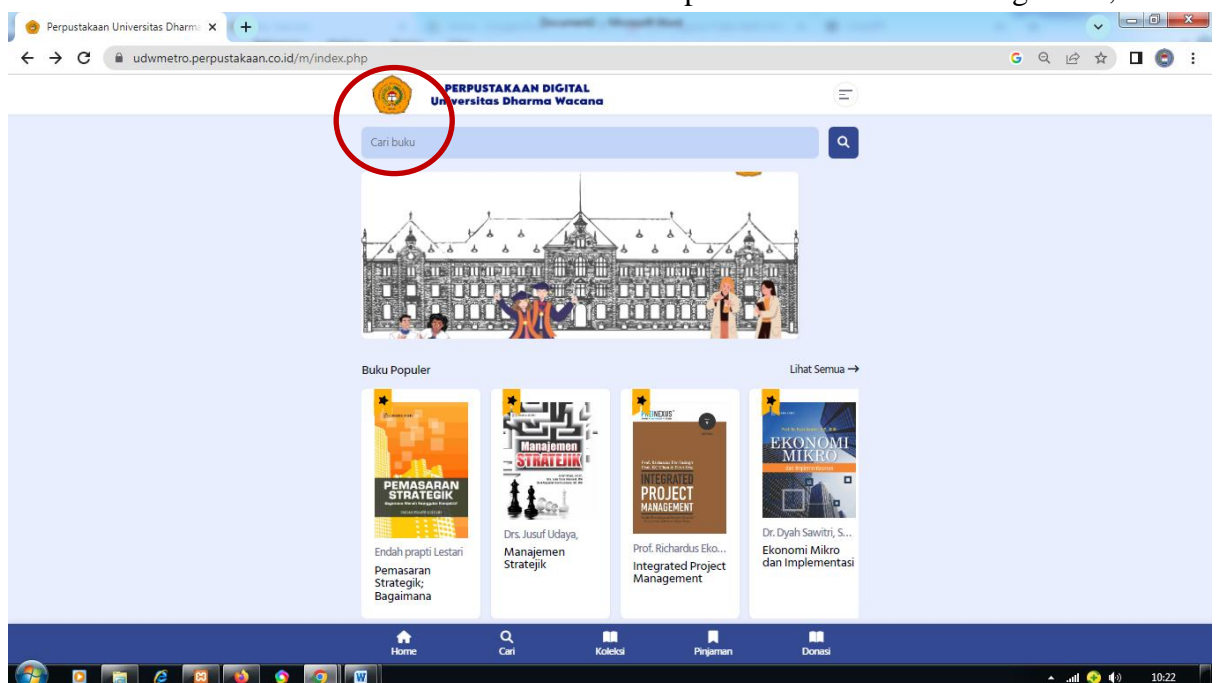 Perpustakaan Universitas Dharma
udwmetro.perpustakaan.co.id/m/index.php
PERPUSTAKAAN DIGITAL
Universitas Dharma Wacana
Cari buku
Buku Populer
Lihat Semua →
PEMASARAN
STRATEGIK
Endah prapti Lestari
Pemasaran
Strategik;
Bagaimana
Manajemen
STRATEJIK
Drs. Jusuf Udaya,
Manajemen
Stratejik
INTEGRATED
PROJECT
MANAGEMENT
Prof. Richardus Eko...
Integrated Project
Management
EKONOMI
MIKRO
Dr. Dyah Sawitri, S...
Ekonomi Mikro
dan Implementasi
Home
Cari
Koleksi
Pinjaman
Donasi
10:22